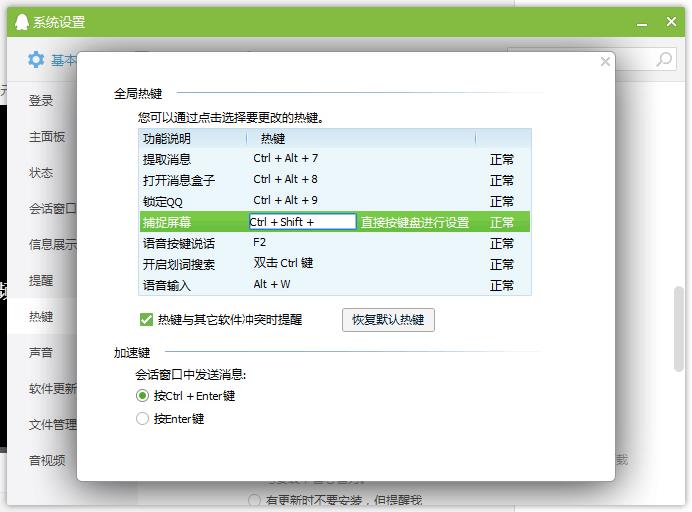 系统设置
基本
登录
主面板
状态
会话窗口
信息展示
提醒
热键
声音
软件更新
文件管理
音视频
全局热键
您可以通过点击选择要更改的热键。
功能说明 热键
提取消息 Ctrl + Alt + 7 正常
打开消息盒子 Ctrl + Alt + 8 正常
锁定QQ Ctrl + Alt + 9 正常
捕捉屏幕 Ctrl + Shift + 直接按键盘进行设置 正常
语音按键说话 F2 正常
开启划词搜索 双击 Ctrl 键 正常
语音输入 Alt + W 正常
热键与其它软件冲突时提醒 恢复默认热键
加速键
会话窗口中发送消息:
按Ctrl + Enter键
按Enter键
载
有更新时不要安装，但提醒我